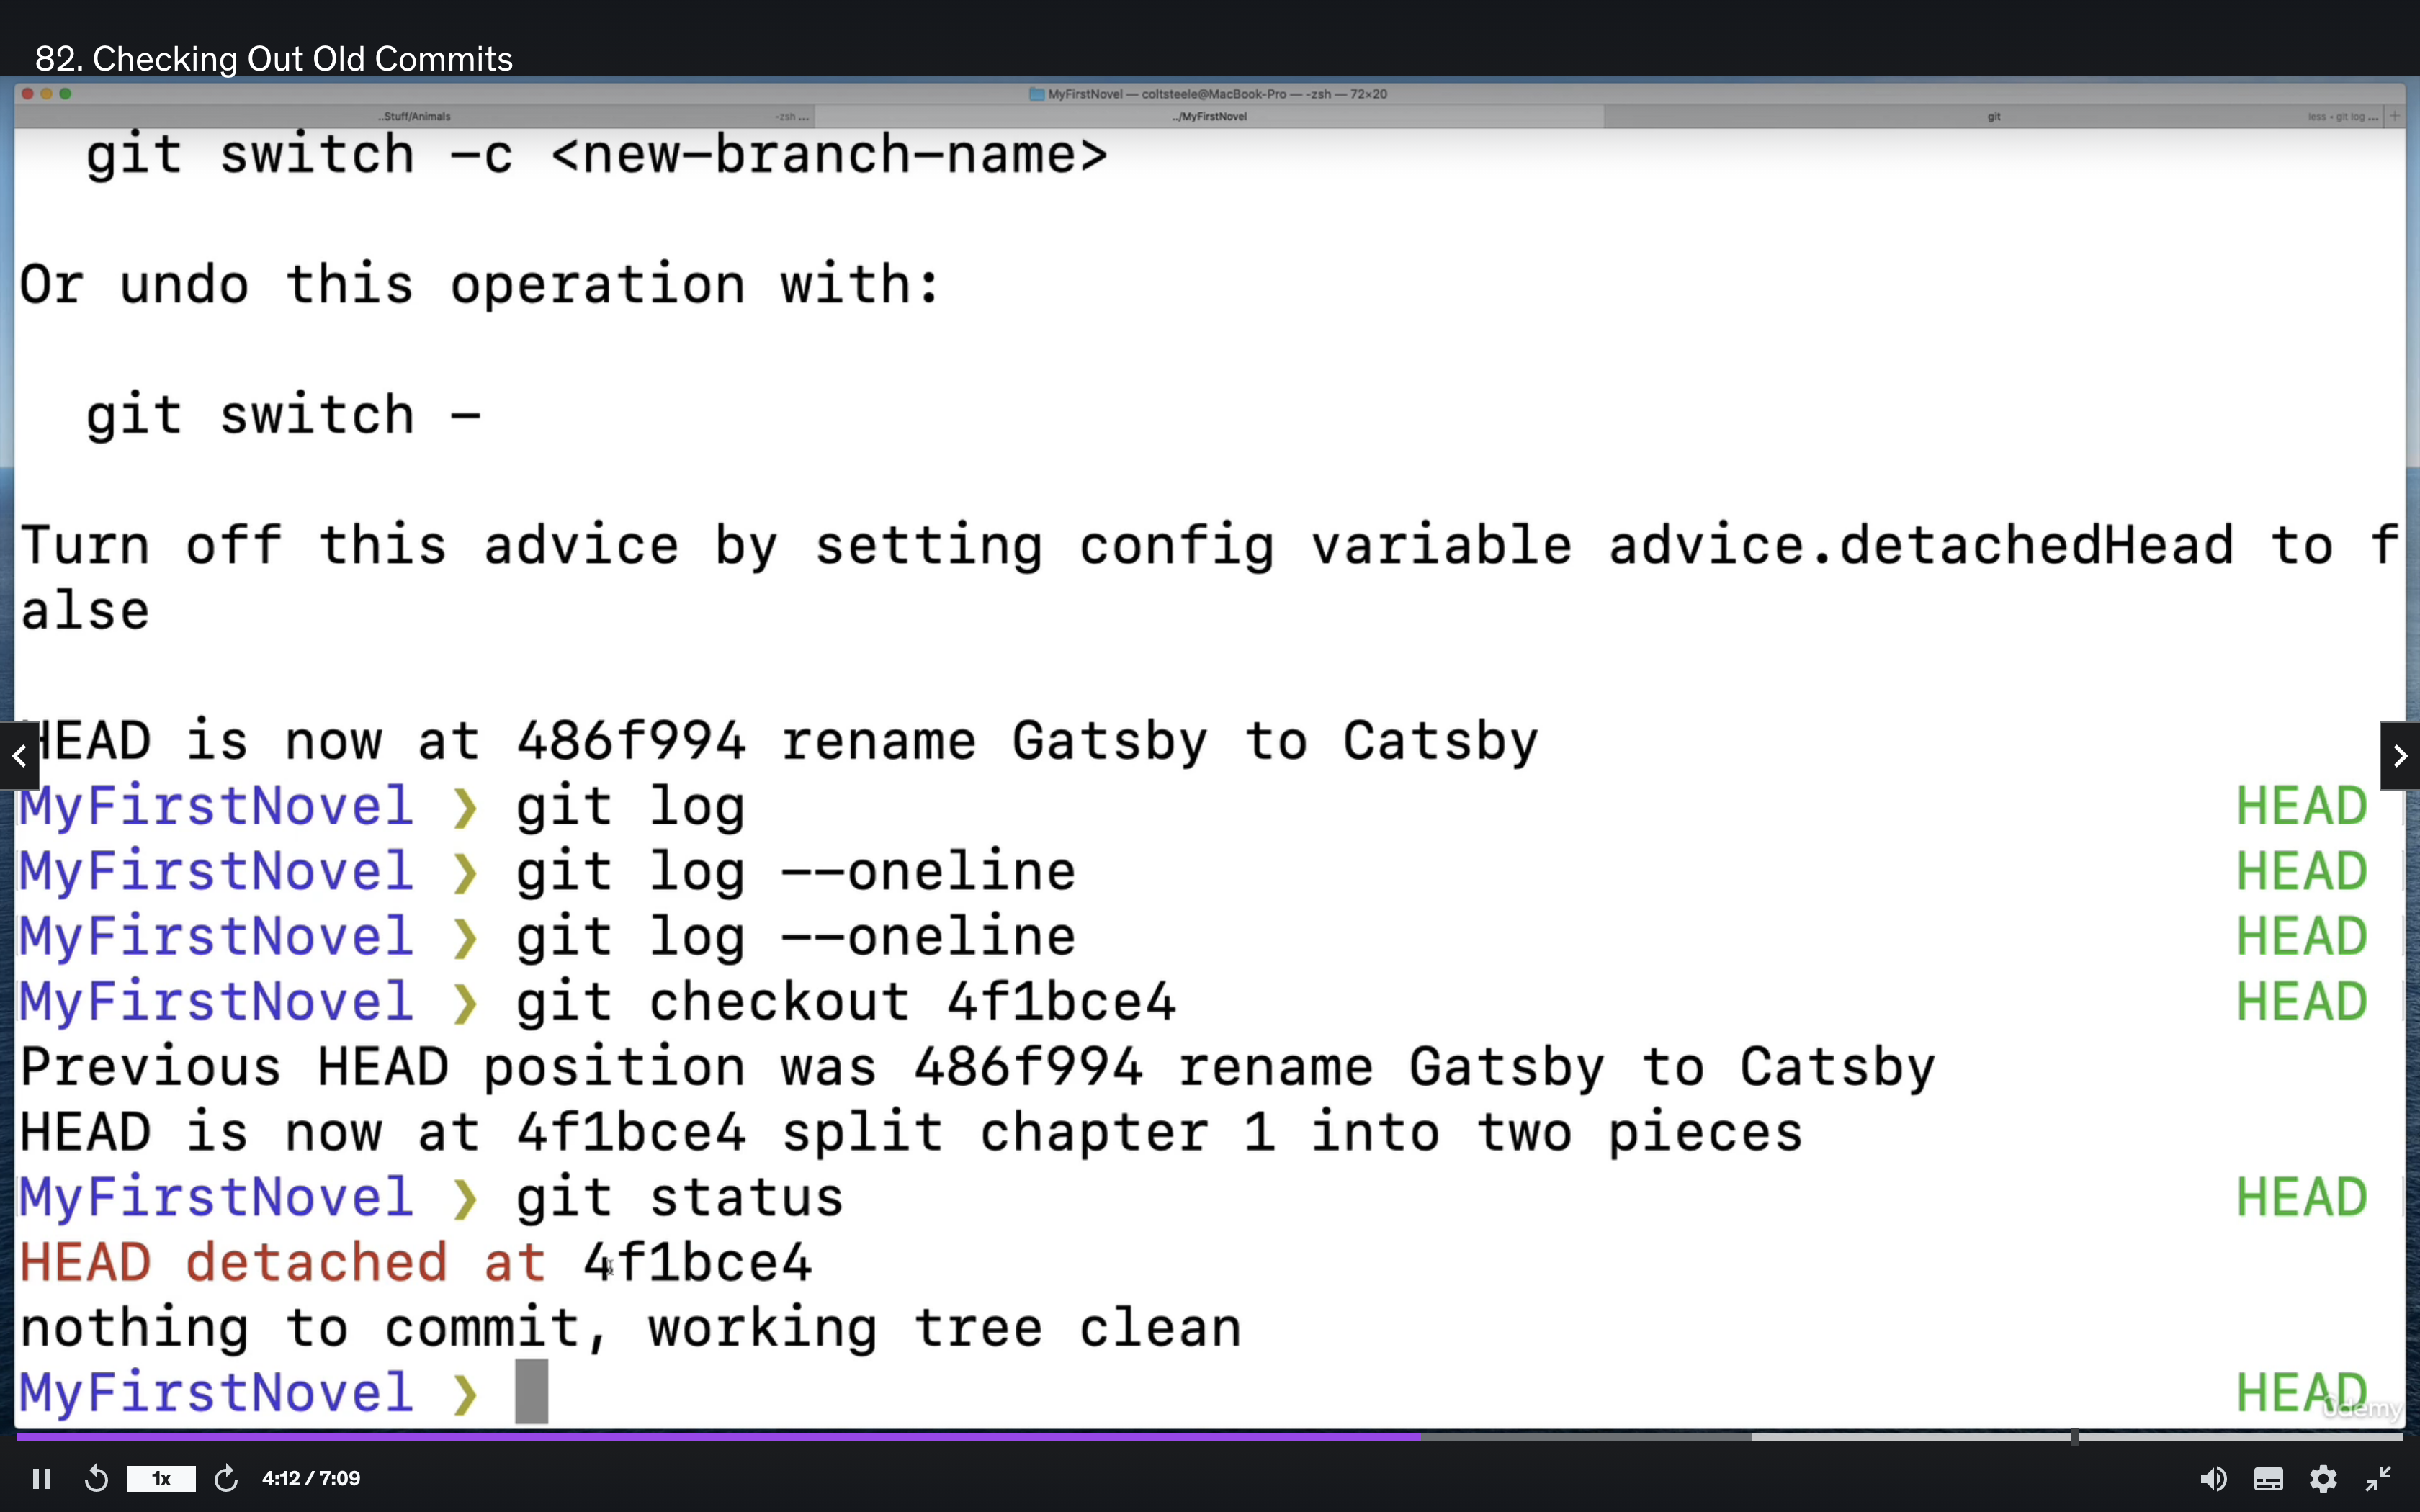 82. Checking Out Old Commits
MyFirstNovel — coltsteele@MacBook-Pro — -zsh — 72×20
..Stuff/Animals -zsh ... ../MyFirstNovel git less ‹ git log ... +
git switch -c <new-branch-name>
Or undo this operation with:
git switch -
Turn off this advice by setting config variable advice.detachedHead to f
alse
HEAD is now at 486f994 rename Gatsby to Catsby
MyFirstNovel ❯ git log HEAD
MyFirstNovel ❯ git log --oneline HEAD
MyFirstNovel ❯ git log --oneline HEAD
MyFirstNovel ❯ git checkout 4f1bce4 HEAD
Previous HEAD position was 486f994 rename Gatsby to Catsby
HEAD is now at 4f1bce4 split chapter 1 into two pieces
MyFirstNovel ❯ git status HEAD
HEAD detached at 4f1bce4
nothing to commit, working tree clean
MyFirstNovel ❯ HEAD
ûdemy
1x 4:12 / 7:09